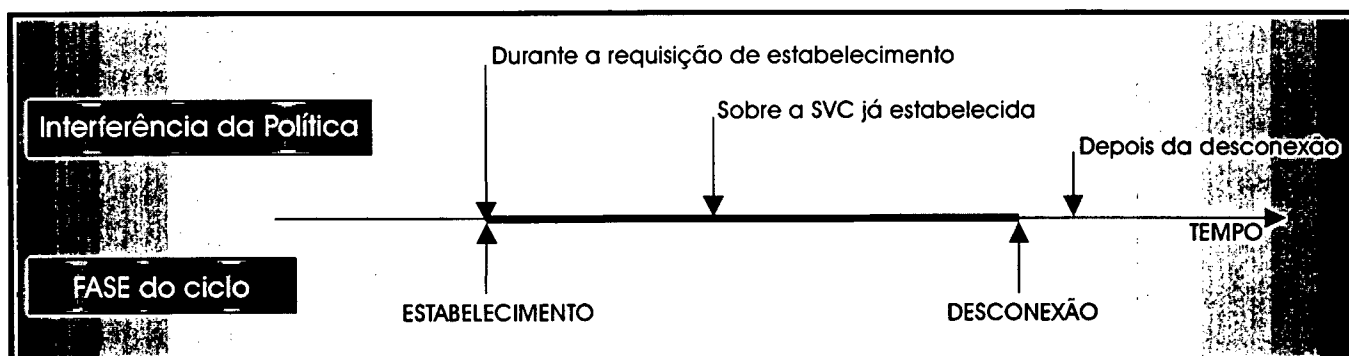 Durante a requisição de estabelecimento
Sobre a SVC já estabelecida
Interferência da Política
Depois da desconexão
TEMPO
FASE do ciclo
ESTABELECIMENTO
DESCONEXÃO